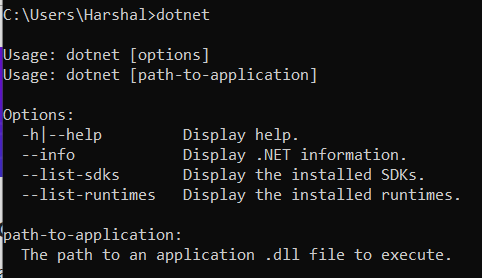 C:\Users\Harshal>dotnet
Usage: dotnet [options]
Usage: dotnet [path-to-application]
Options:
-h|--help Display help.
--info Display .NET information.
--list-sdks Display the installed SDKs.
--list-runtimes Display the installed runtimes.
path-to-application:
The path to an application .dll file to execute.